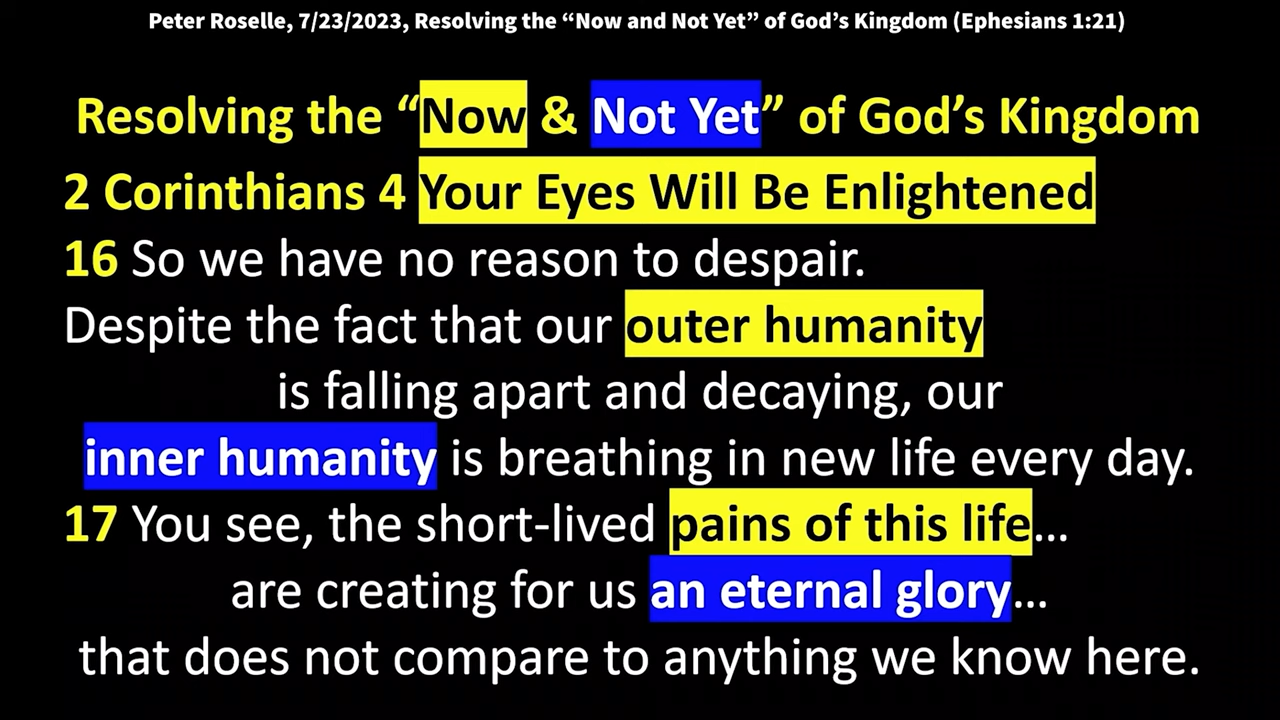 Peter Roselle, 7/23/2023, Resolving the “Now and Not Yet” of God’s Kingdom (Ephesians 1:21)
Resolving the “Now & Not Yet” of God’s Kingdom
2 Corinthians 4 Your Eyes Will Be Enlightened
16 So we have no reason to despair.
Despite the fact that our outer humanity
is falling apart and decaying, our
inner humanity is breathing in new life every day.
17 You see, the short-lived pains of this life...
are creating for us an eternal glory...
that does not compare to anything we know here.